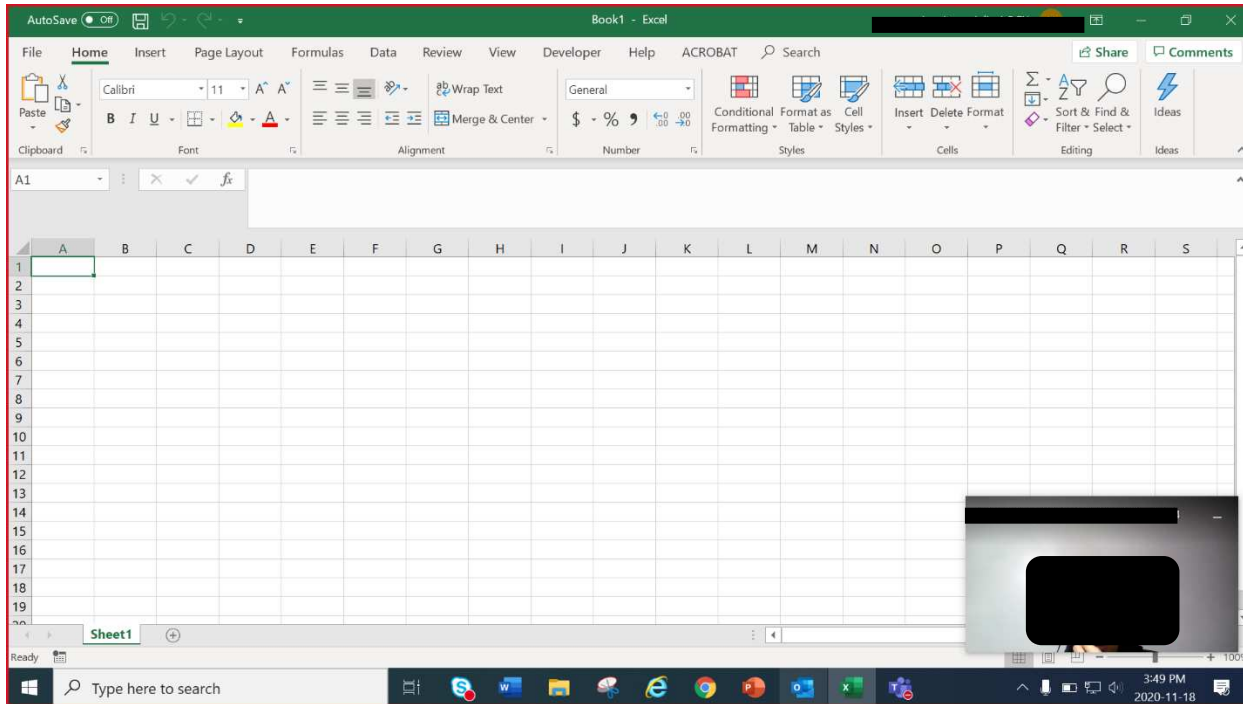 AutoSave Off Book1 - Excel
File Home Insert Page Layout Formulas Data Review View Developer Help ACROBAT Search Share Comments
Calibri 11 ab Wrap Text General
Paste B I U A Merge & Center $ % Conditional Format as Cell Insert Delete Format Sort & Find & Ideas
Formatting Table Styles Filter Select
Clipboard Font Alignment Number Styles Cells Editing Ideas
A1 fx
A B C D E F G H I J K L M N O P Q R S
1
2
3
4
5
6
7
8
9
10
11
12
13
14
15
16
17
18
19
Sheet1
Ready 100%
Type here to search 3:49 PM
2020-11-18